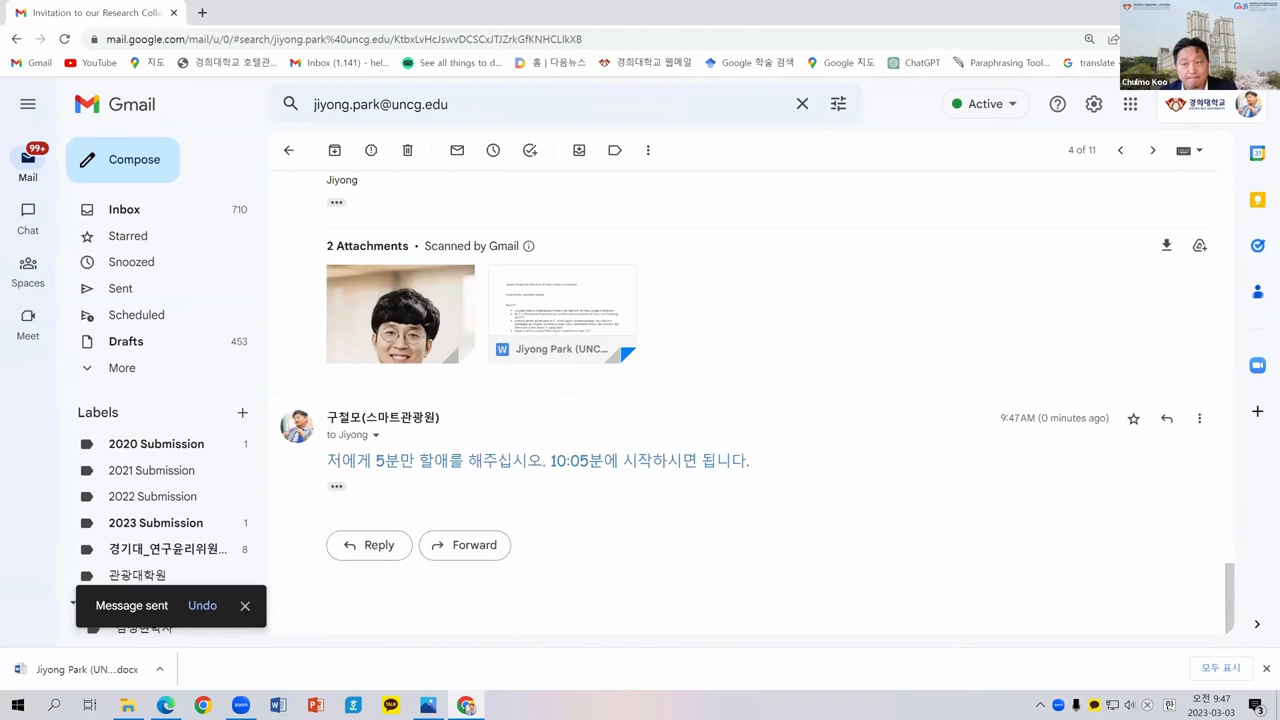 Invitation to our Research Collo
mail.google.com/mail/u/0/#search/jiyong.park%40uncg.edu/KtbxLvHcJswvDCSCxJTJZrkGfKVhHCLlkXB
Gmail YouTube 지도 경희대학교 호텔관... Inbox (1,141) - hel... See all things 홈 | 다음뉴스 경희대학교 웹메일 Google 학술 검색 Google 지도 ChatGPT Paraphrasing Tool... translate
Chulmo Koo
Gmail
jiyong.park@uncg.edu
Active
경희대학교
99+
Mail
Chat
Spaces
Meet
Compose
Inbox 710
Starred
Snoozed
Sent
Scheduled
Drafts 453
More
Labels
2020 Submission 1
2021 Submission
2022 Submission
2023 Submission 1
경기대_연구윤리위원... 8
관광대학원
Message sent Undo
4 of 11
Jiyong
2 Attachments • Scanned by Gmail
Jiyong Park (UNC...
구철모(스마트관광원)
9:47 AM (0 minutes ago)
to Jiyong
저에게 5분만 할애를 해주십시오. 10:05분에 시작하시면 됩니다.
Reply Forward
Jiyong Park (UN....docx
모두 표시
zoom
TALK
오전 9:47
2023-03-03
3